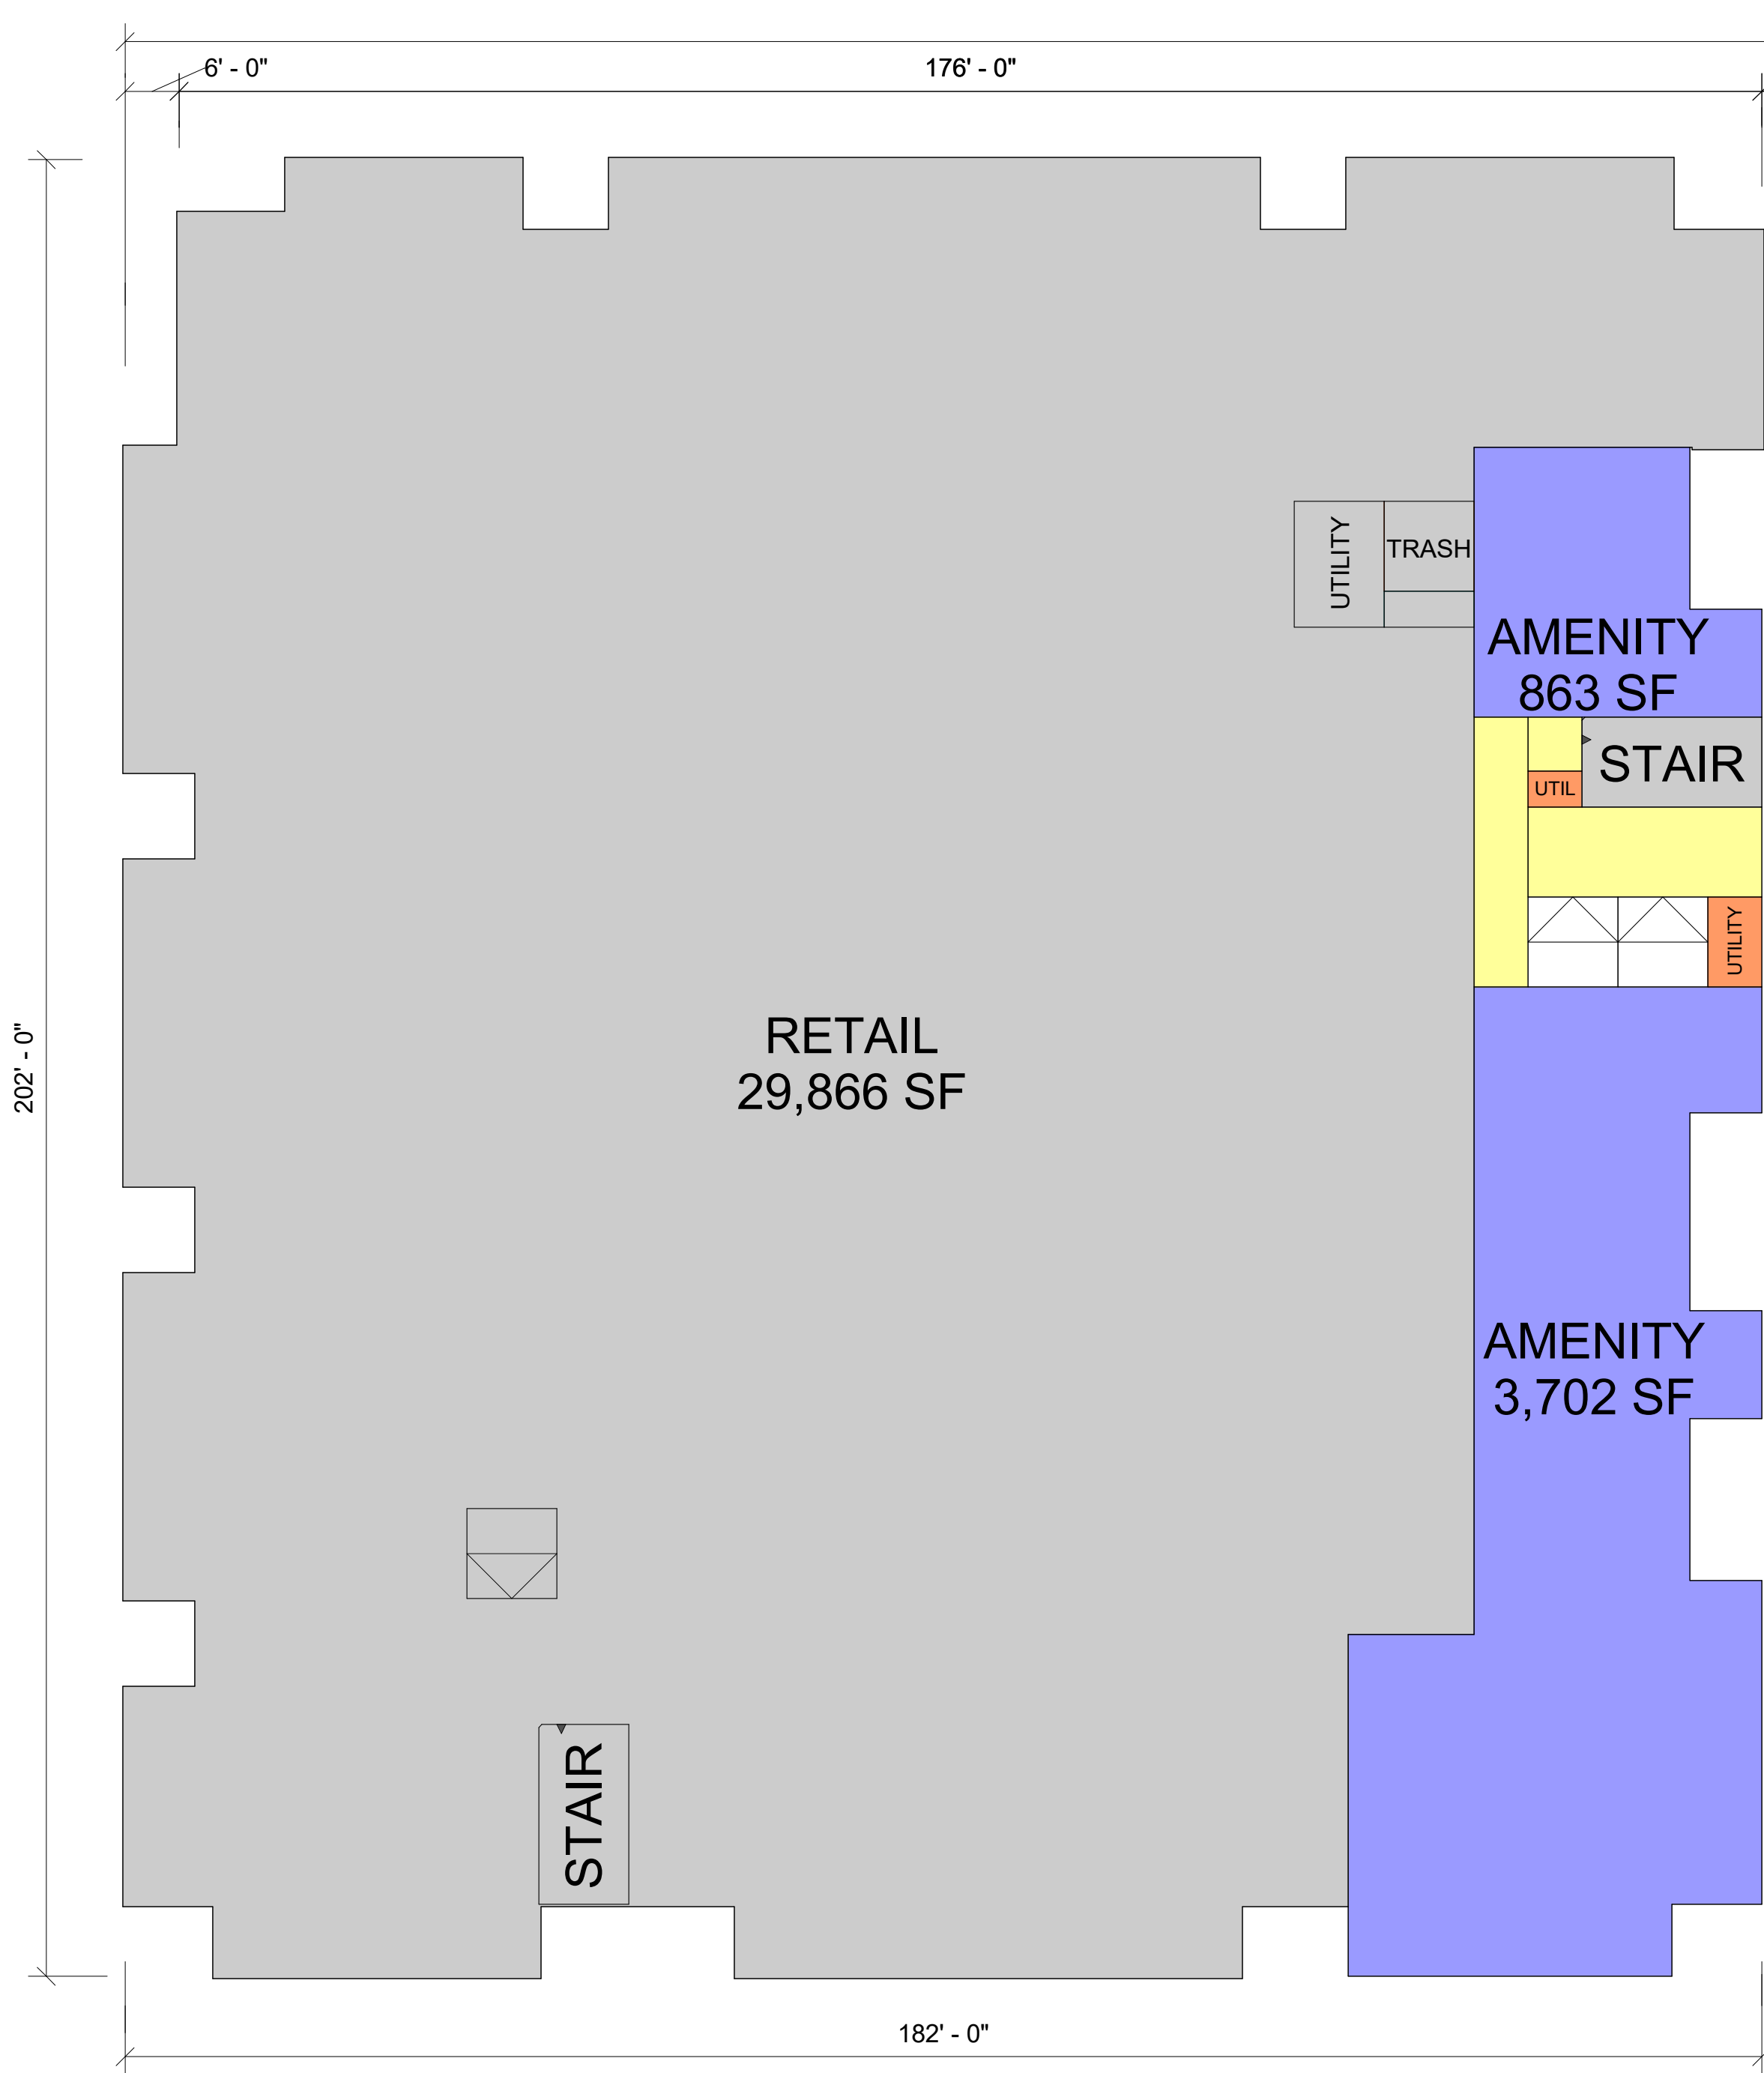 6' - 0"
176' - 0"
UTILITY
TRASH
AMENITY
863 SF
STAIR
UTIL
UTILITY
RETAIL
29,866 SF
202' - 0"
AMENITY
3,702 SF
STAIR
182' - 0"